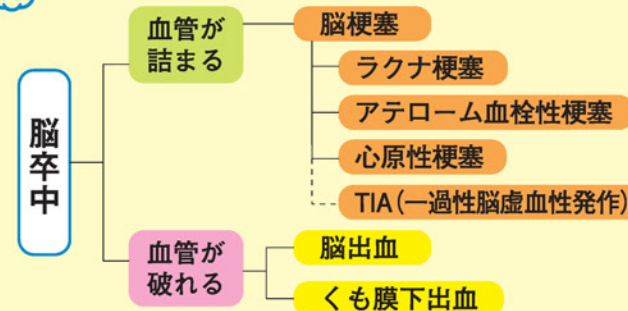 脳卒中
血管が
詰まる
脳梗塞
ラクナ梗塞
アテローム血栓性梗塞
心原性梗塞
TIA(一過性脳虚血性発作)
血管が
破れる
脳出血
くも膜下出血